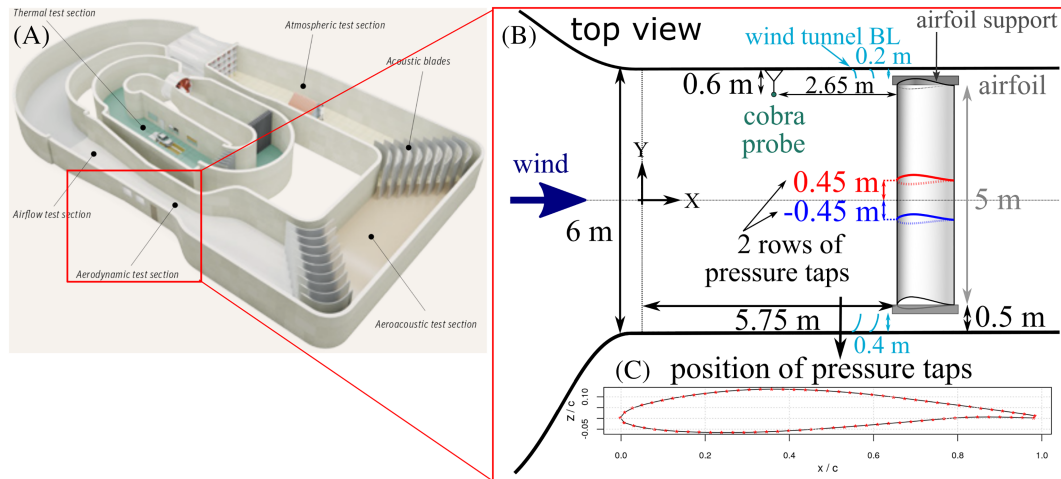 (A)
Thermal test section
Atmospheric test section
Acoustic blades
Airflow test section
Aerodynamic test section
Aeroacoustic test section
(B)
top view
wind tunnel BL
0.2 m
airfoil support
airfoil
0.6 m
2.65 m
cobra
probe
wind
Y
X
0.45 m
-0.45 m
5 m
6 m
2 rows of
pressure taps
5.75 m
0.5 m
0.4 m
(C)
position of pressure taps
z / c
0.10
-0.05
0.0 0.2 0.4 0.6 0.8 1.0
x / c